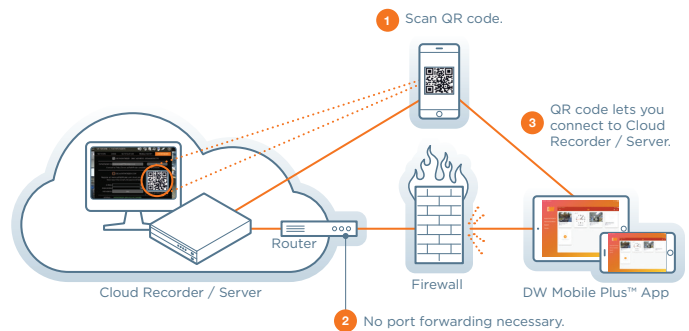 1 Scan QR code.
3 QR code lets you
connect to Cloud
Recorder / Server.
Router
Cloud Recorder / Server
Firewall
DW Mobile Plus™ App
2 No port forwarding necessary.